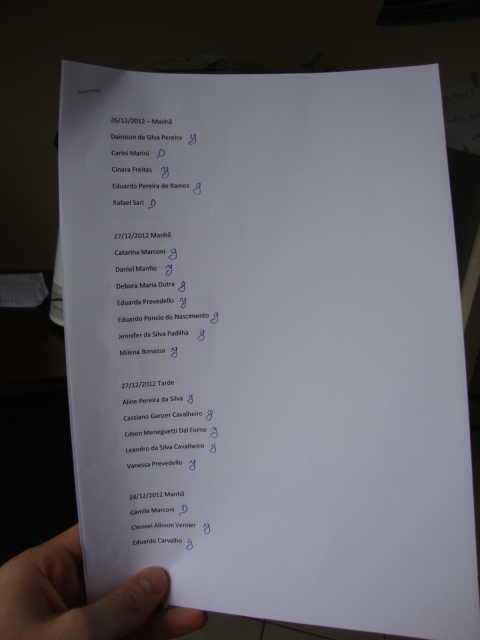 26/12/2012 – Manhã
Dainison da Silva Pereira y
Carini Marini D
Cinara Freitas y
Eduardo Pereira de Ramos g
Rafael Sari D
27/12/2012 Manhã
Catarina Marconi g
Daniel Manfio y
Debora Maria Dutra g
Eduarda Prevedello y
Eduardo Poncio do Nascimento g
Jennifer da Silva Padilha g
Milena Bonassa y
27/12/2012 Tarde
Aline Pereira da Silva y
Cassiano Ganzer Cavalheiro g
Edson Meneguetti Dal Forno y
Leandro da Silva Cavalheiro y
Vanessa Prevedello y
28/12/2012 Manhã
Camila Marconi D
Cleonei Alisson Vernier y
Eduardo Carvalho g